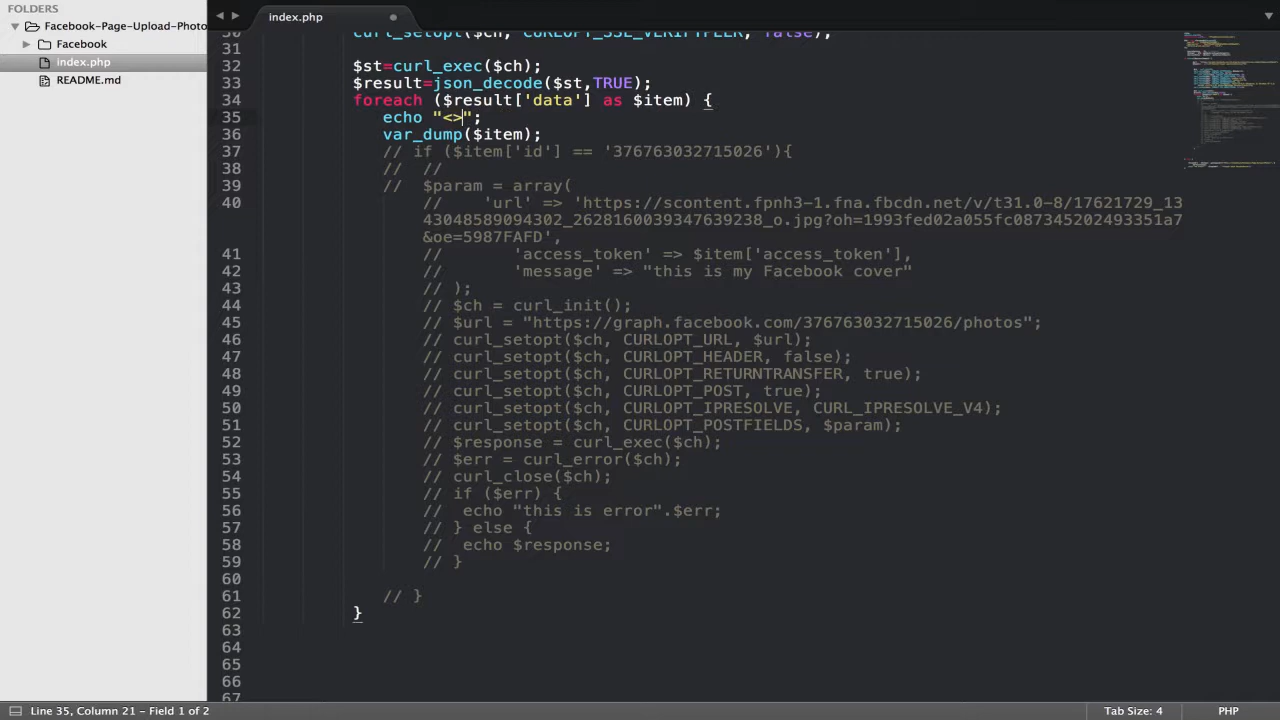 FOLDERS
Facebook-Page-Upload-Photo
Facebook
index.php
README.md
index.php
30 curl_setopt($ch, CURLOPT_SSL_VERIFYPEER, false);
31
32 $st=curl_exec($ch);
33 $result=json_decode($st,TRUE);
34 foreach ($result['data'] as $item) {
35 echo "<>";
36 var_dump($item);
37 // if ($item['id'] == '376763032715026'){
38 // //
39 // $param = array(
40 // 'url' => 'https://scontent.fpnh3-1.fna.fbcdn.net/v/t31.0-8/17621729_13
43048589094302_2628160039347639238_o.jpg?oh=1993fed02a055fc087345202493351a7
&oe=5987FAFD',
41 // 'access_token' => $item['access_token'],
42 // 'message' => "this is my Facebook cover"
43 // );
44 // $ch = curl_init();
45 // $url = "https://graph.facebook.com/376763032715026/photos";
46 // curl_setopt($ch, CURLOPT_URL, $url);
47 // curl_setopt($ch, CURLOPT_HEADER, false);
48 // curl_setopt($ch, CURLOPT_RETURNTRANSFER, true);
49 // curl_setopt($ch, CURLOPT_POST, true);
50 // curl_setopt($ch, CURLOPT_IPRESOLVE, CURL_IPRESOLVE_V4);
51 // curl_setopt($ch, CURLOPT_POSTFIELDS, $param);
52 // $response = curl_exec($ch);
53 // $err = curl_error($ch);
54 // curl_close($ch);
55 // if ($err) {
56 // echo "this is error".$err;
57 // } else {
58 // echo $response;
59 // }
60
61 // }
62 }
63
64
65
66
67
Line 35, Column 21 - Field 1 of 2
Tab Size: 4
PHP